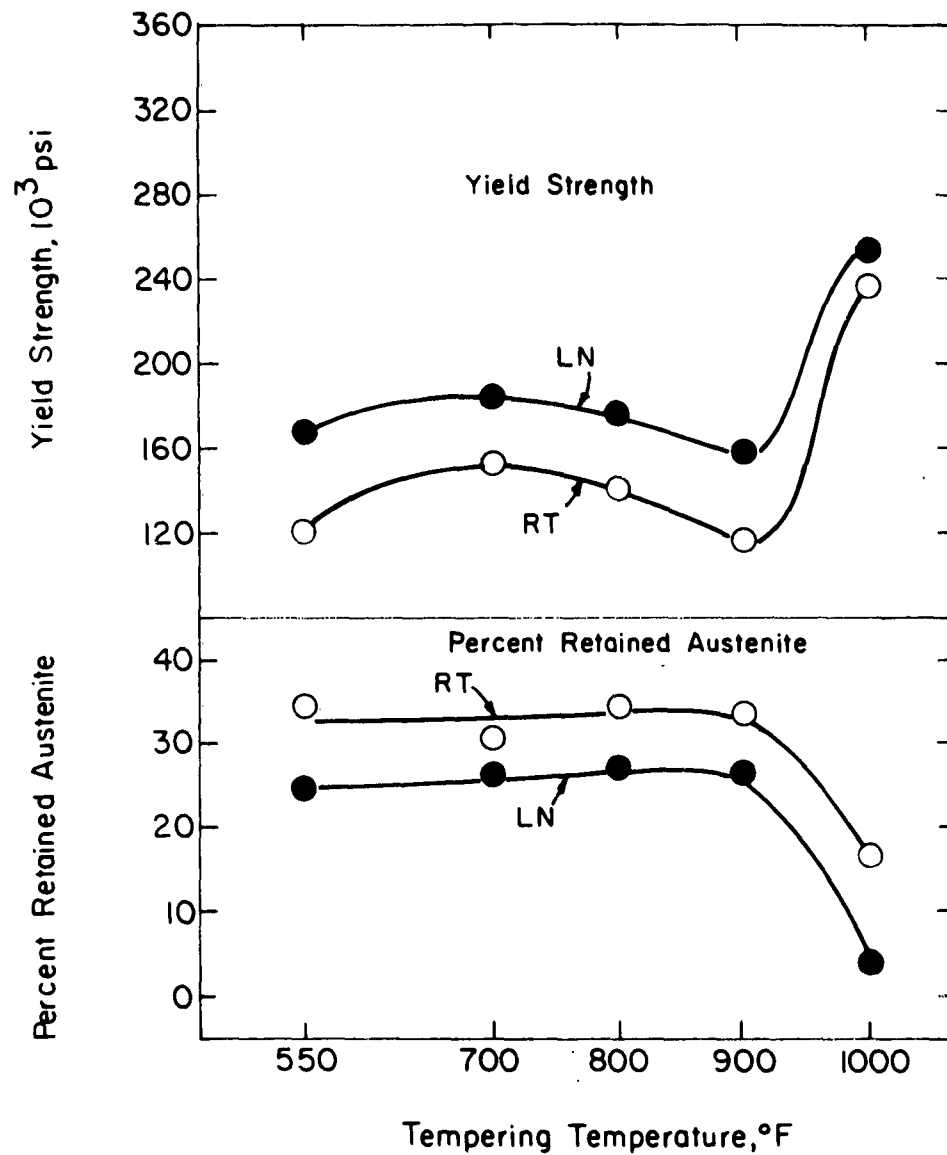 360
320
280
240
200
160
120
Yield Strength, 10³ psi
Yield Strength
LN
RT
Percent Retained Austenite
40
30
20
10
0
Percent Retained Austenite
RT
LN
550 700 800 900 1000
Tempering Temperature, °F